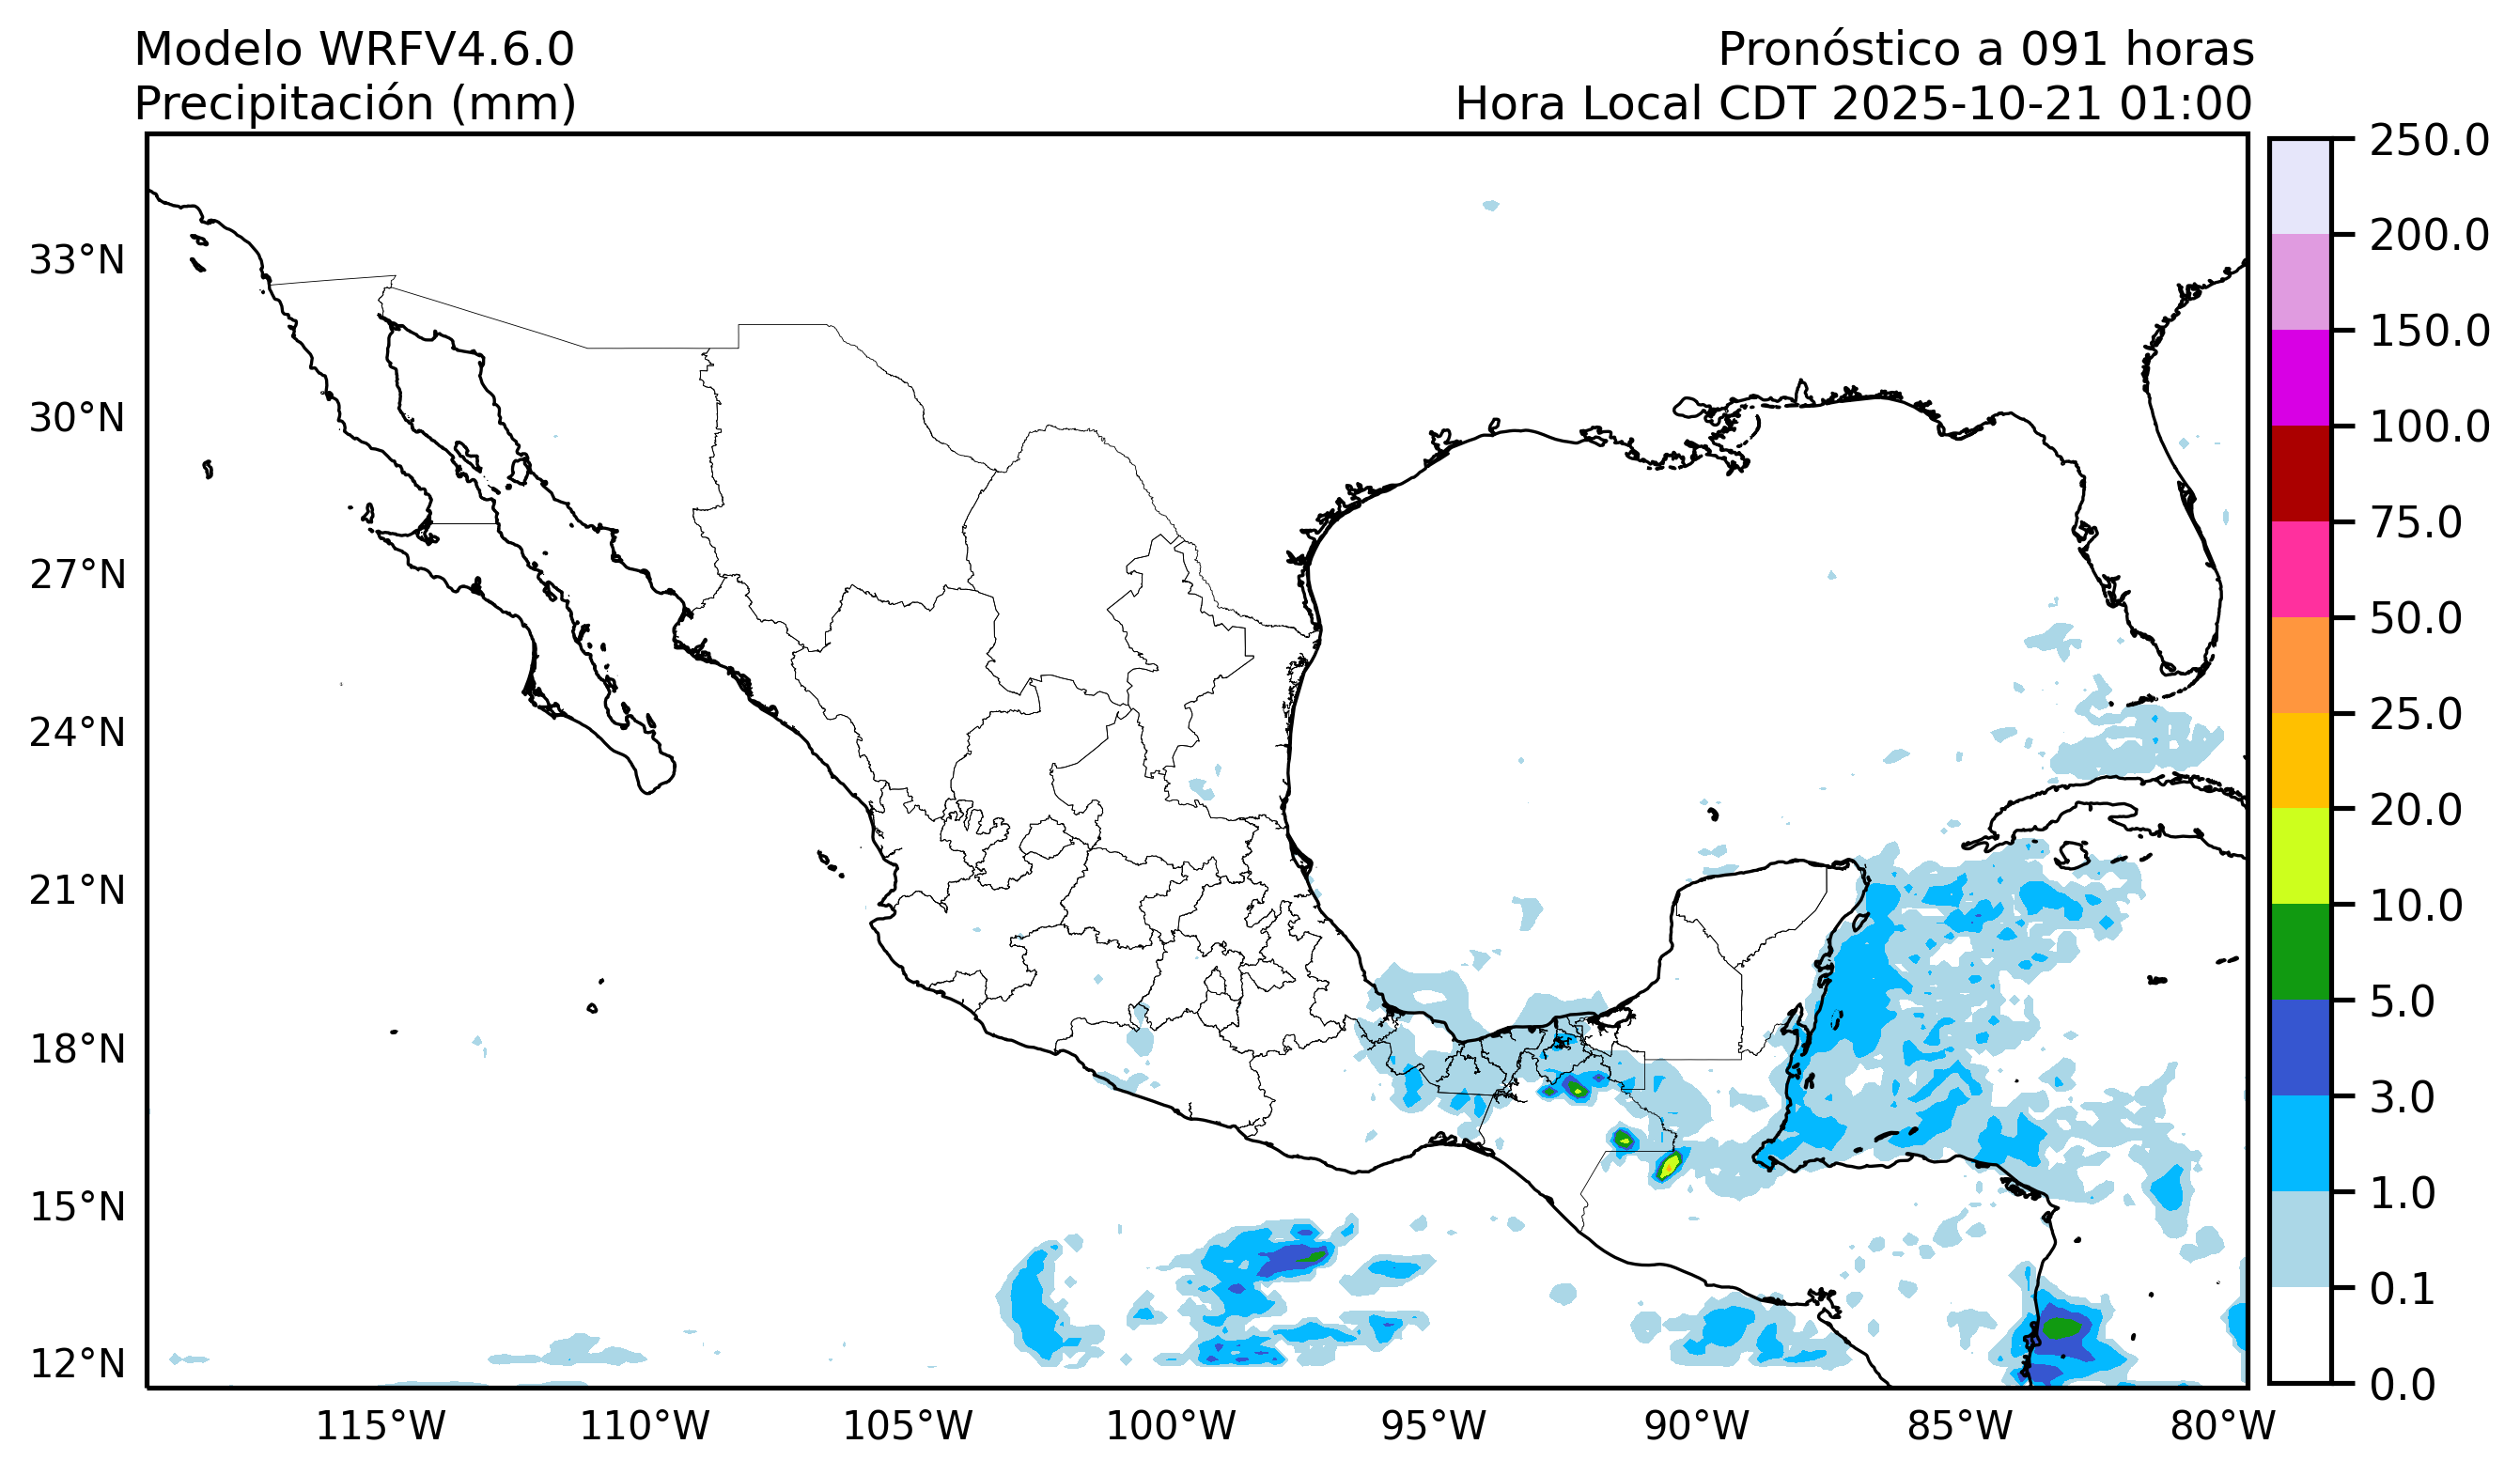 Modelo WRFV4.6.0
Pronóstico a 091 horas
Precipitación (mm)
Hora Local CDT 2025-10-21 01:00
250.0
200.0
150.0
100.0
75.0
50.0
25.0
20.0
10.0
5.0
3.0
1.0
0.1
0.0
33°N
30°N
27°N
24°N
21°N
18°N
15°N
12°N
115°W
110°W
105°W
100°W
95°W
90°W
85°W
80°W